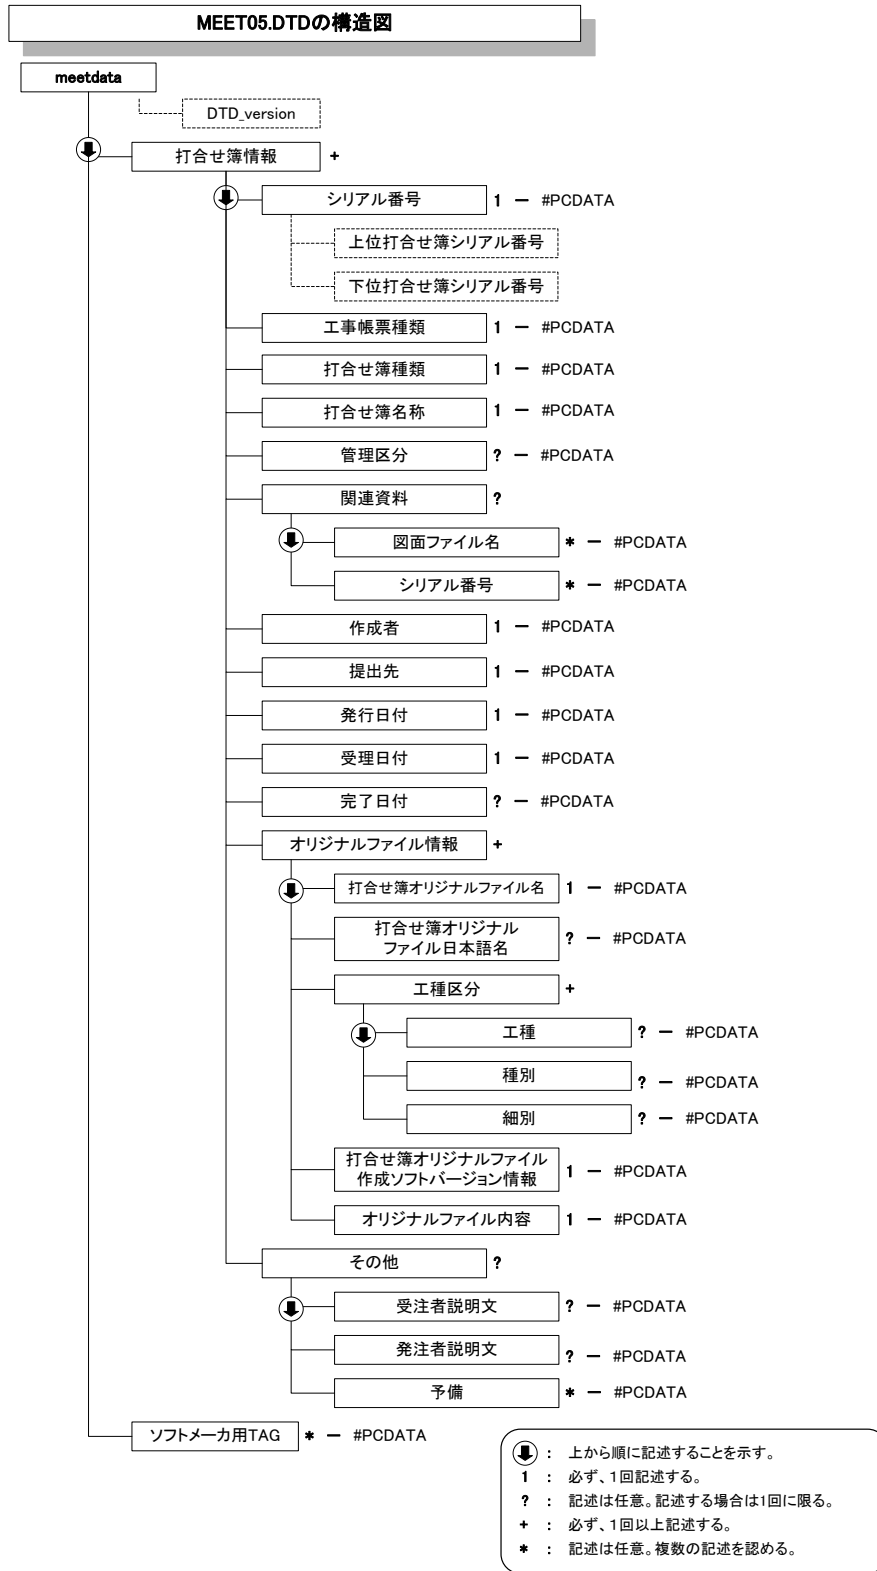 MEET05.DTDの構造図
meetdata
DTD_version
打合せ簿情報 +
シリアル番号 1 ー #PCDATA
上位打合せ簿シリアル番号
下位打合せ簿シリアル番号
工事帳票種類 1 ー #PCDATA
打合せ簿種類 1 ー #PCDATA
打合せ簿名称 1 ー #PCDATA
管理区分 ? ー #PCDATA
関連資料 ?
図面ファイル名 * ー #PCDATA
シリアル番号 * ー #PCDATA
作成者 1 ー #PCDATA
提出先 1 ー #PCDATA
発行日付 1 ー #PCDATA
受理日付 1 ー #PCDATA
完了日付 ? ー #PCDATA
オリジナルファイル情報 +
打合せ簿オリジナルファイル名 1 ー #PCDATA
打合せ簿オリジナル
ファイル日本語名 ? ー #PCDATA
工種区分 +
工種 ? ー #PCDATA
種別 ? ー #PCDATA
細別 ? ー #PCDATA
打合せ簿オリジナルファイル
作成ソフトバージョン情報 1 ー #PCDATA
オリジナルファイル内容 1 ー #PCDATA
その他 ?
受注者説明文 ? ー #PCDATA
発注者説明文 ? ー #PCDATA
予備 * ー #PCDATA
ソフトメーカ用TAG * ー #PCDATA
: 上から順に記述することを示す。
1 : 必ず、1回記述する。
? : 記述は任意。記述する場合は1回に限る。
+ : 必ず、1回以上記述する。
* : 記述は任意。複数の記述を認める。